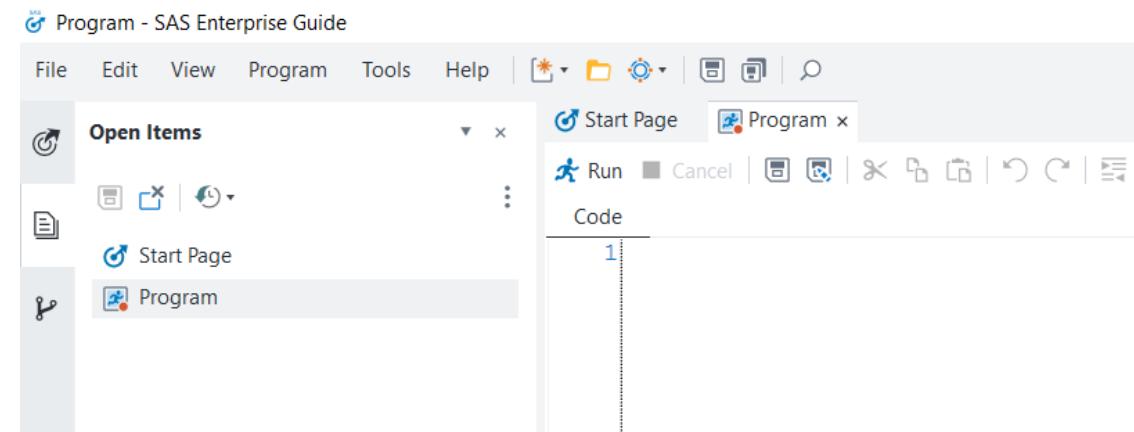 Program - SAS Enterprise Guide
File Edit View Program Tools Help
Open Items
Start Page
Program
Start Page Program
Run Cancel
Code
1